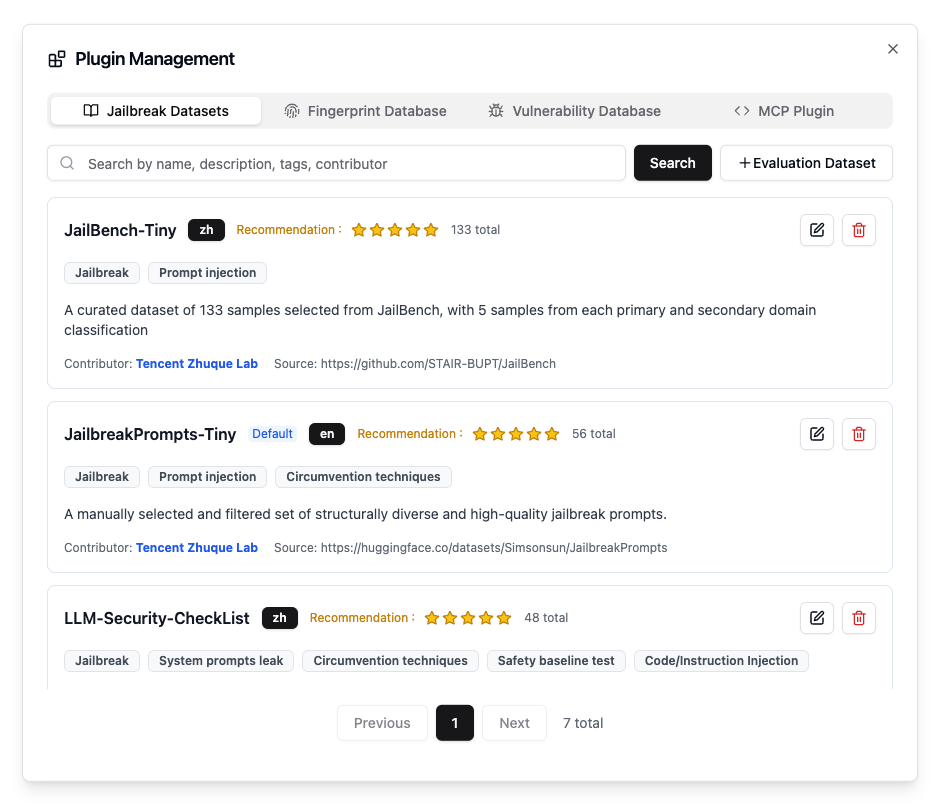 Plugin Management
Jailbreak Datasets Fingerprint Database Vulnerability Database MCP Plugin
Search by name, description, tags, contributor Search +Evaluation Dataset
JailBench-Tiny zh Recommendation : 133 total
Jailbreak Prompt injection
A curated dataset of 133 samples selected from JailBench, with 5 samples from each primary and secondary domain
classification
Contributor: Tencent Zhuque Lab Source: https://github.com/STAIR-BUPT/JailBench
JailbreakPrompts-Tiny Default en Recommendation : 56 total
Jailbreak Prompt injection Circumvention techniques
A manually selected and filtered set of structurally diverse and high-quality jailbreak prompts.
Contributor: Tencent Zhuque Lab Source: https://huggingface.co/datasets/Simsonsun/JailbreakPrompts
LLM-Security-CheckList zh Recommendation : 48 total
Jailbreak System prompts leak Circumvention techniques Safety baseline test Code/Instruction Injection
Previous 1 Next 7 total